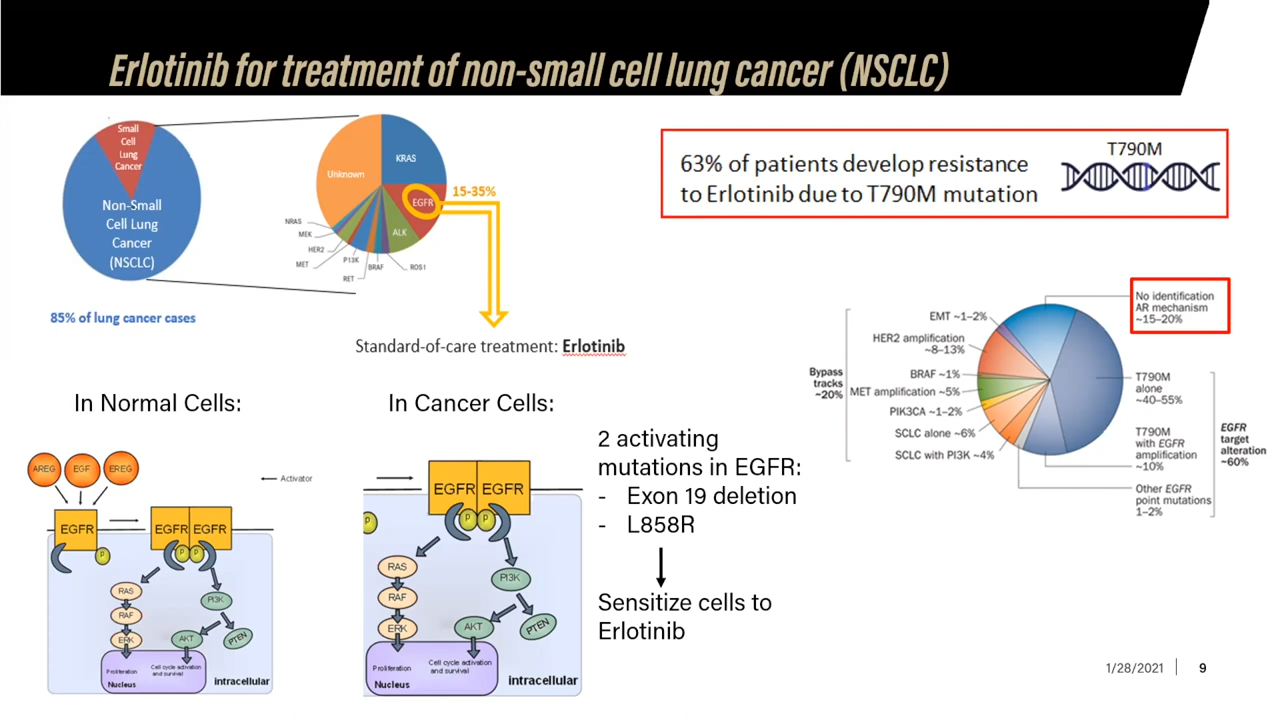 Erlotinib for treatment of non-small cell lung cancer (NSCLC)
Small
Cell
Lung
Cancer
Non-Small
Cell Lung
Cancer
(NSCLC)
85% of lung cancer cases
KRAS
Unknown
EGFR
15-35%
ALK
NRAS
MEK
HER2
MET
P13K
RET
BRAF
ROS1
Standard-of-care treatment: Erlotinib
63% of patients develop resistance
to Erlotinib due to T790M mutation
T790M
No identification
AR mechanism
~15–20%
EMT ~1–2%
HER2 amplification
~8–13%
BRAF ~1%
MET amplification ~5%
PIK3CA ~1–2%
SCLC alone ~6%
SCLC with PI3K ~4%
Bypass
tracks
~20%
T790M
alone
~40–55%
T790M
with EGFR
amplification
~10%
Other EGFR
point mutations
1–2%
EGFR
target
alteration
~60%
In Normal Cells:
AREG
EGF
EREG
Activator
EGFR
P
EGFR
EGFR
P
P
RAS
RAF
ERK
PI3K
AKT
PTEN
Proliferation
Cell cycle activation
and survival
Nucleus
intracellular
In Cancer Cells:
EGFR
EGFR
P
P
P
RAS
RAF
ERK
PI3K
AKT
PTEN
Proliferation
Cell cycle activation
and survival
Nucleus
intracellular
2 activating
mutations in EGFR:
- Exon 19 deletion
- L858R
Sensitize cells to
Erlotinib
1/28/2021
9